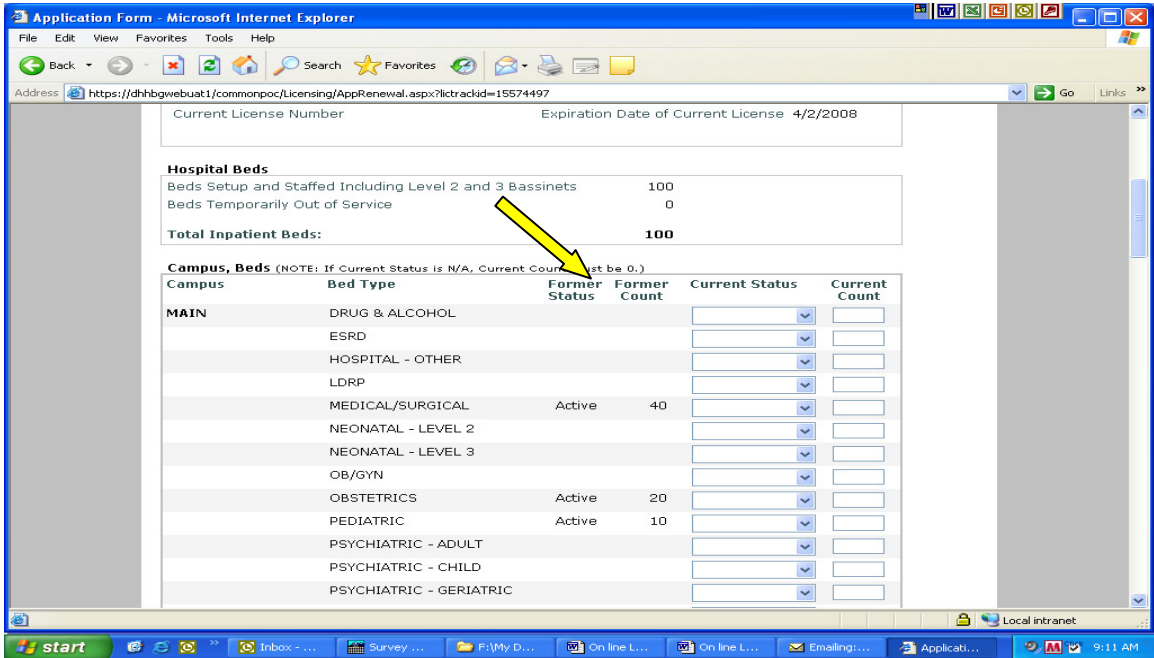 Application Form - Microsoft Internet Explorer
File Edit View Favorites Tools Help
Back Search Favorites
Address https://dhhbgwebuat1/commonpoc/Licensing/AppRenewal.aspx?lictrackid=15574497 Go Links »
Current License Number Expiration Date of Current License 4/2/2008
Hospital Beds
Beds Setup and Staffed Including Level 2 and 3 Bassinets 100
Beds Temporarily Out of Service 0
Total Inpatient Beds: 100
Campus, Beds (NOTE: If Current Status is N/A, Current Count must be 0.)
Campus Bed Type Former Status Former Count Current Status Current Count
MAIN DRUG & ALCOHOL
ESRD
HOSPITAL - OTHER
LDRP
MEDICAL/SURGICAL Active 40
NEONATAL - LEVEL 2
NEONATAL - LEVEL 3
OB/GYN
OBSTETRICS Active 20
PEDIATRIC Active 10
PSYCHIATRIC - ADULT
PSYCHIATRIC - CHILD
PSYCHIATRIC - GERIATRIC
Local intranet
start » Inbox - ... Survey ... F:\My D... On line L... On line L... Emailing:... Applicati... 9:11 AM